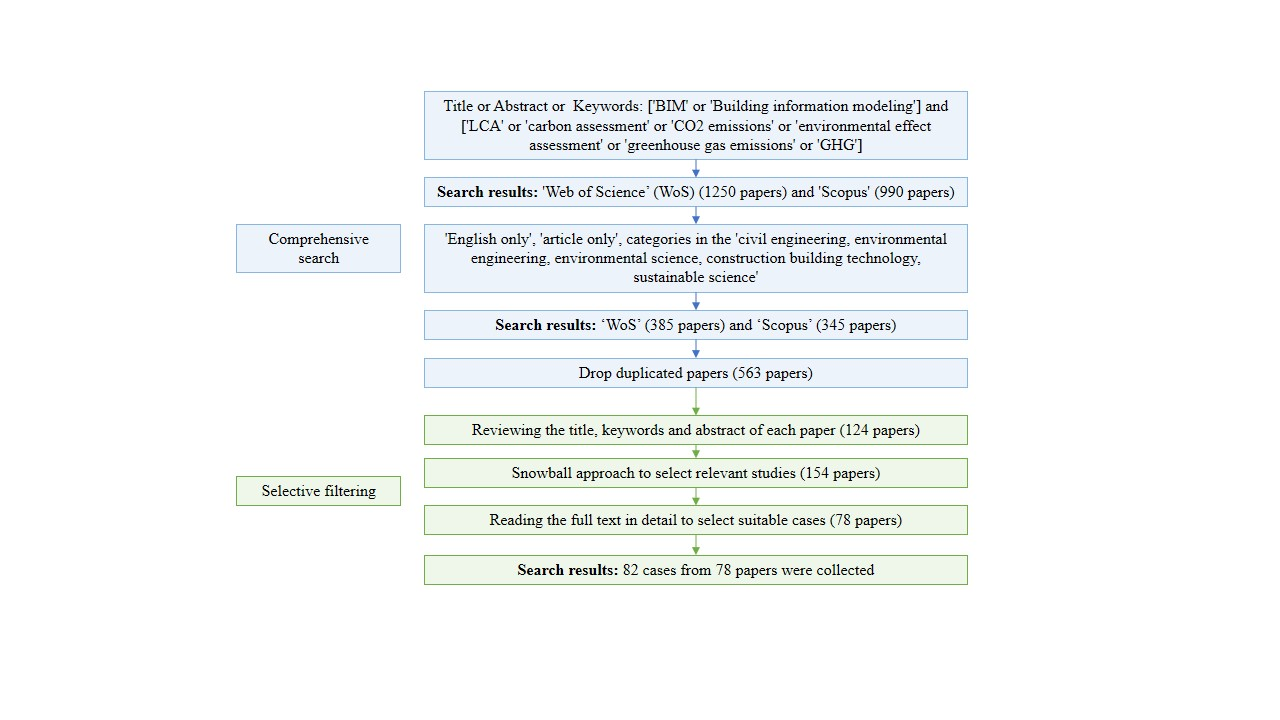 Title or Abstract or  Keywords: ['BIM' or 'Building information modeling'] and
['LCA' or 'carbon assessment' or 'CO2 emissions' or 'environmental effect
assessment' or 'greenhouse gas emissions' or 'GHG']
Search results: 'Web of Science’ (WoS) (1250 papers) and 'Scopus' (990 papers)
Comprehensive
search
'English only', 'article only', categories in the 'civil engineering, environmental
engineering, environmental science, construction building technology,
sustainable science'
Search results: ‘WoS’ (385 papers) and ‘Scopus’ (345 papers)
Drop duplicated papers (563 papers)
Reviewing the title, keywords and abstract of each paper (124 papers)
Snowball approach to select relevant studies (154 papers)
Selective filtering
Reading the full text in detail to select suitable cases (78 papers)
Search results: 82 cases from 78 papers were collected